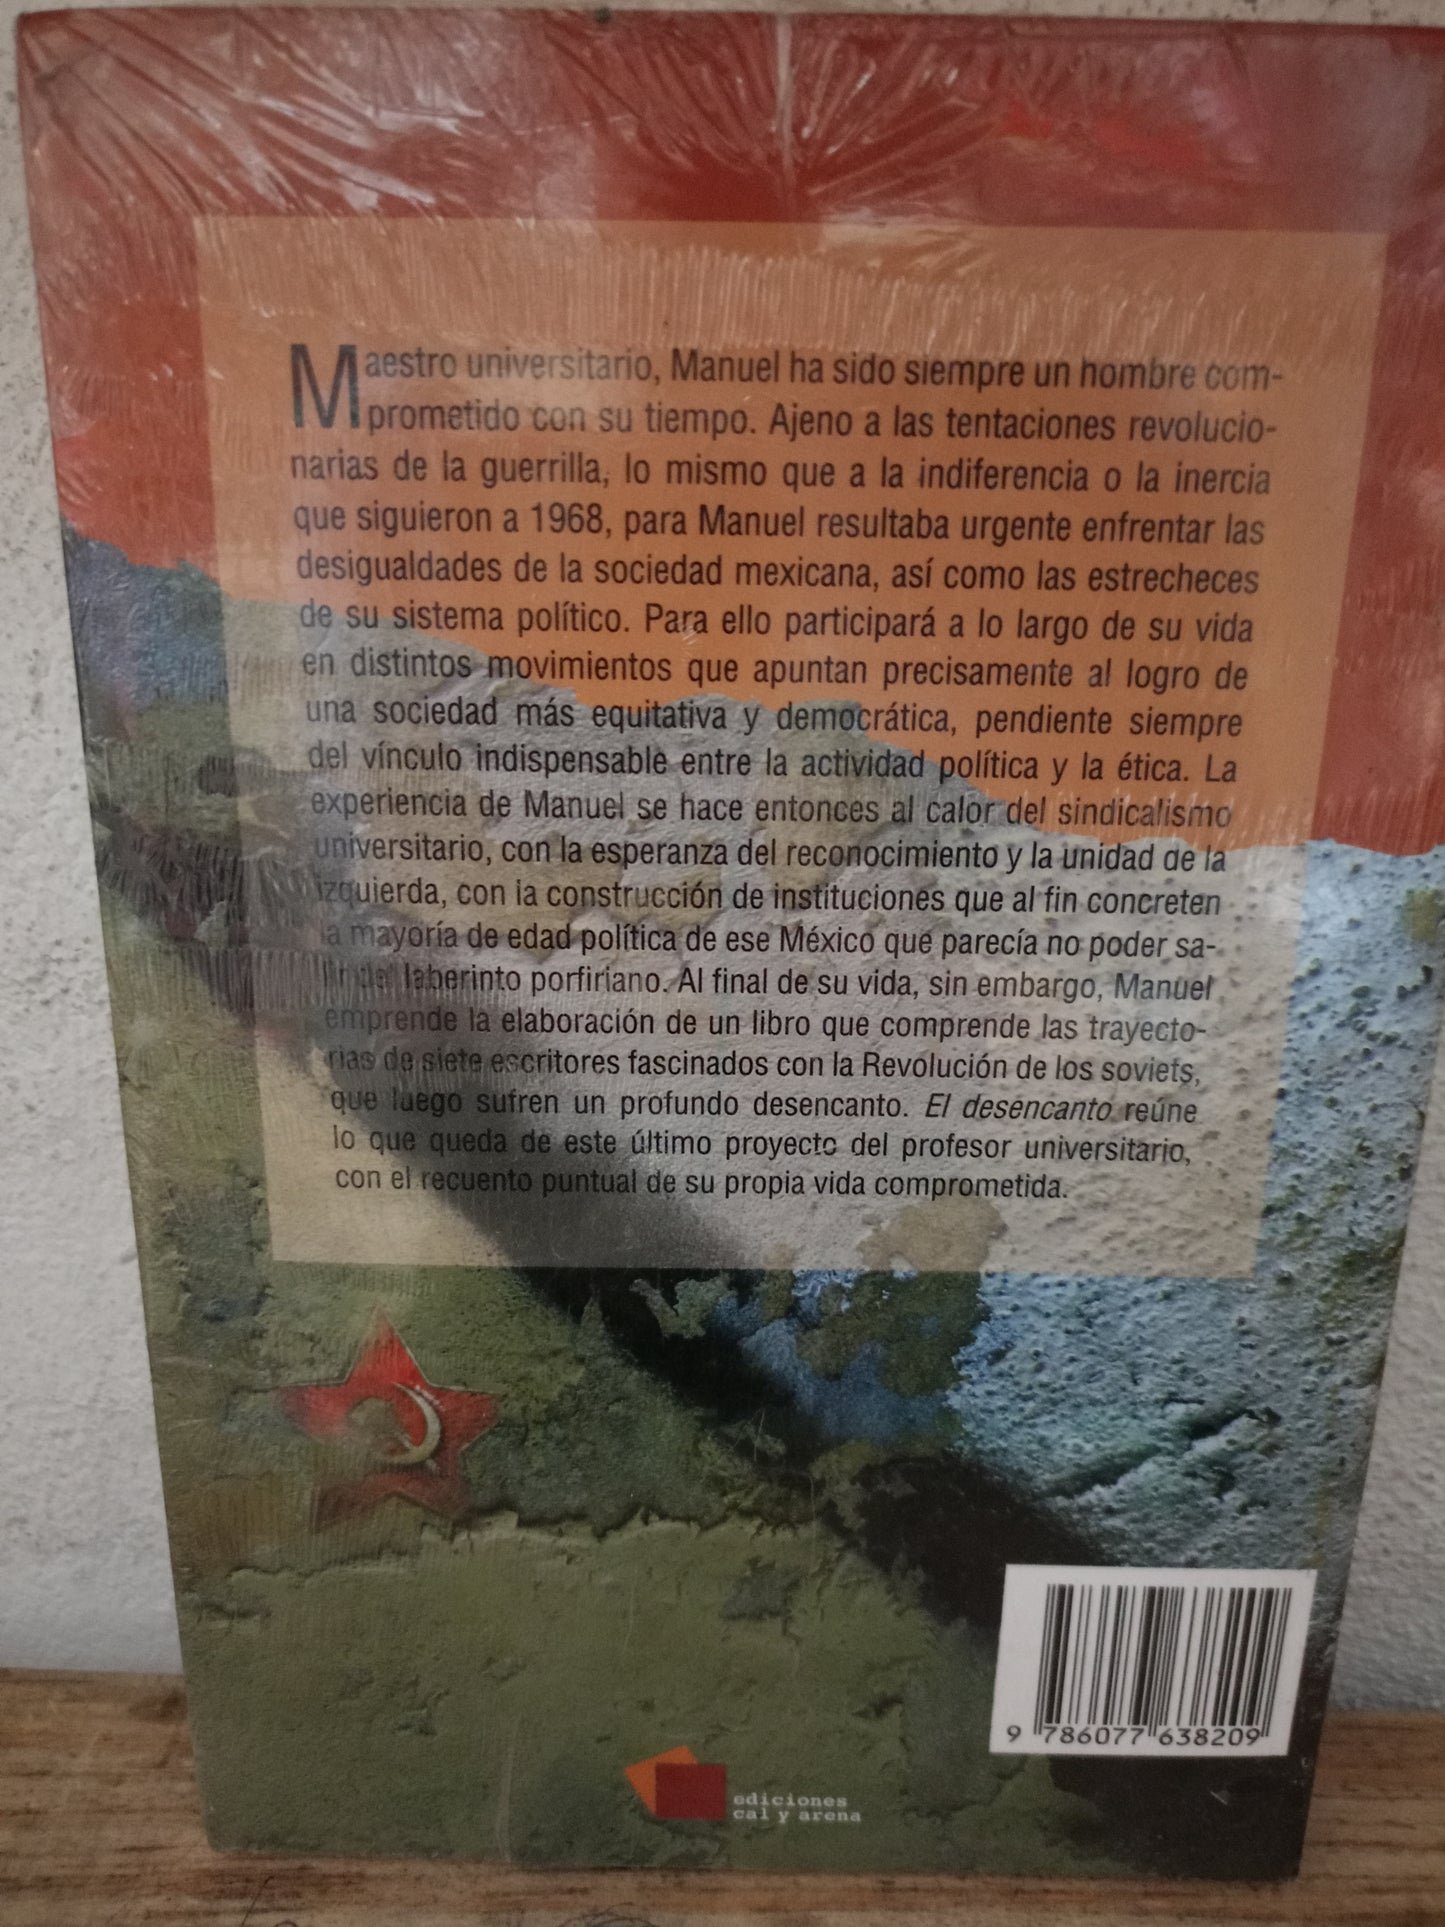 Maestro universitario, Manuel ha sido siempre un hombre com-
prometido con su tiempo. Ajeno a las tentaciones revolucio-
narias de la guerrilla, lo mismo que a la indiferencia o la inercia
que siguieron a 1968, para Manuel resultaba urgente enfrentar las
desigualdades de la sociedad mexicana, así como las estrecheces
de su sistema político. Para ello participará a lo largo de su vida
en distintos movimientos que apuntan precisamente al logro de
una sociedad más equitativa y democrática, pendiente siempre
del vínculo indispensable entre la actividad política y la ética. La
experiencia de Manuel se hace entonces al calor del sindicalismo
universitario, con la esperanza del reconocimiento y la unidad de la
izquierda, con la construcción de instituciones que al fin concreten
la mayoría de edad política de ese México que parecía no poder sa-
lir del laberinto porfiriano. Al final de su vida, sin embargo, Manuel
emprende la elaboración de un libro que comprende las trayecto-
rias de siete escritores fascinados con la Revolución de los soviets,
que luego sufren un profundo desencanto. El desencanto reúne
lo que queda de este último proyecto del profesor universitario,
con el recuento puntual de su propia vida comprometida.
9 786077 638209
ediciones
cal y arena